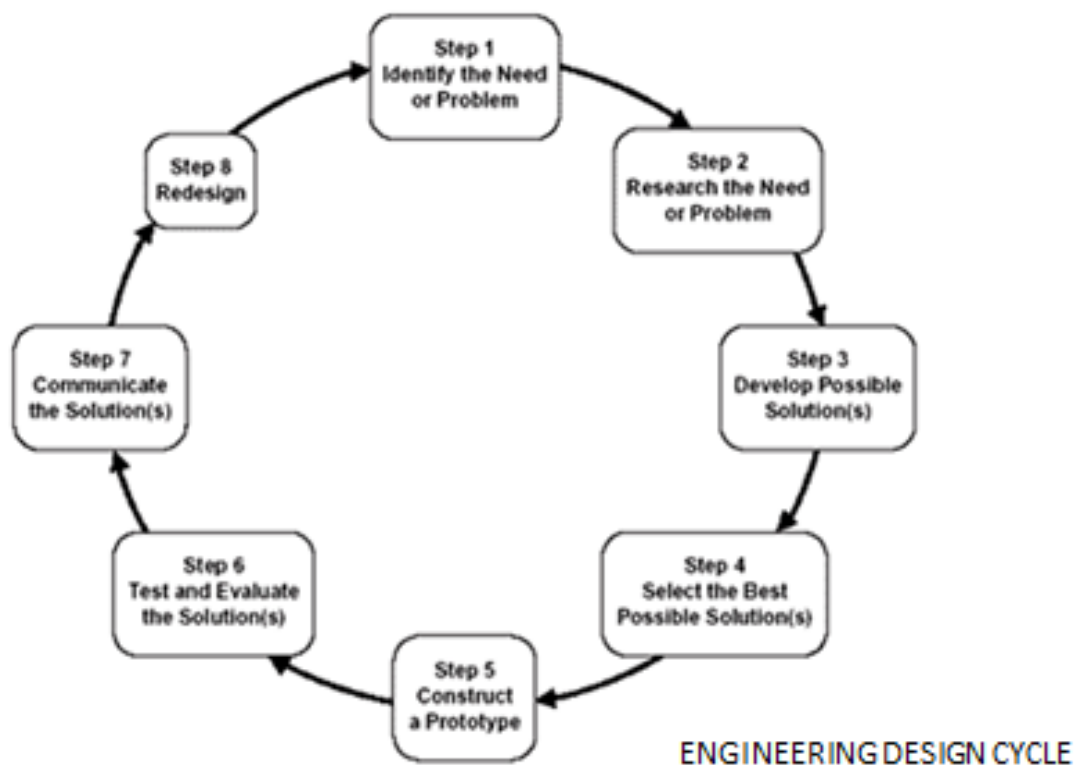 Step 1
Identify the Need
or Problem
Step 2
Research the Need
or Problem
Step 3
Develop Possible
Solution(s)
Step 4
Select the Best
Possible Solution(s)
Step 5
Construct
a Prototype
Step 6
Test and Evaluate
the Solution(s)
Step 7
Communicate
the Solution(s)
Step 8
Redesign
ENGINEERING DESIGN CYCLE